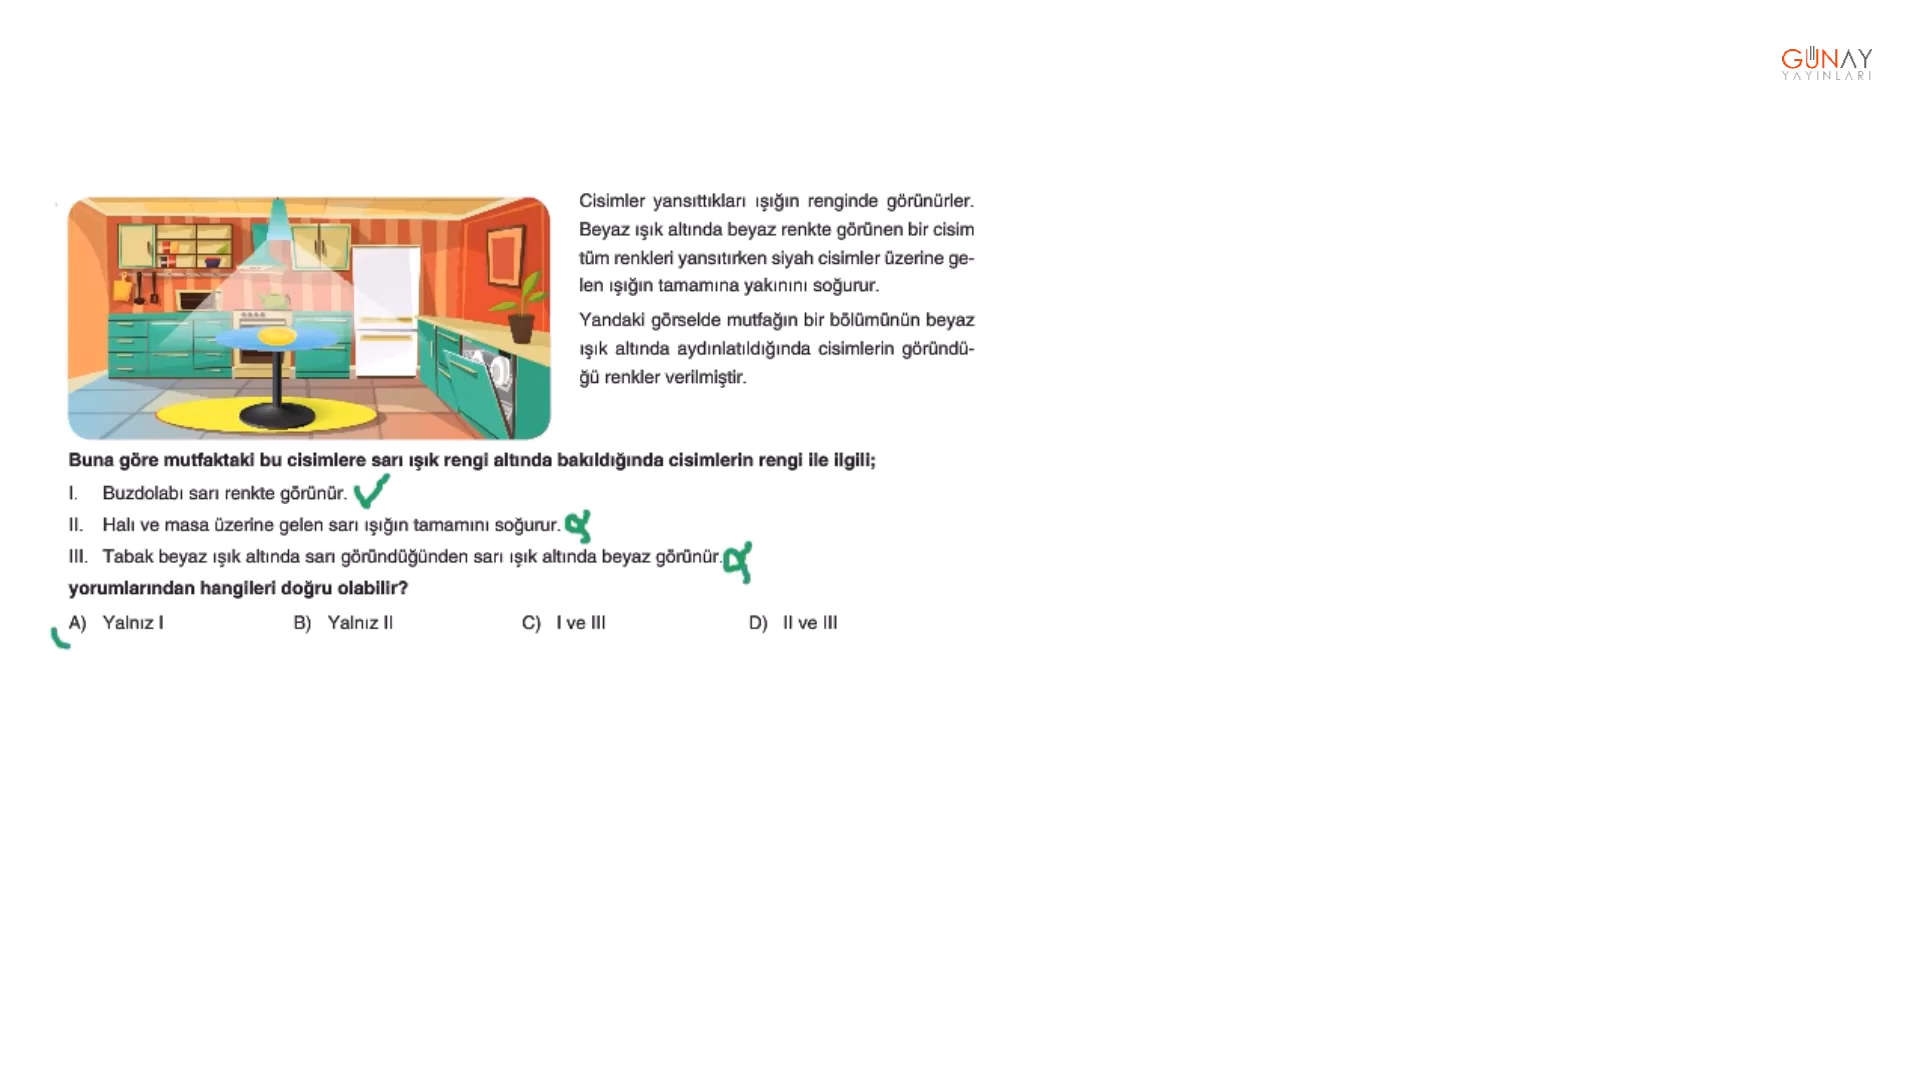 GÜNAY
YAYINLARI
Cisimler yansıttıkları ışığın renginde görünürler.
Beyaz ışık altında beyaz renkte görünen bir cisim
tüm renkleri yansıtırken siyah cisimler üzerine ge-
len ışığın tamamına yakınını soğurur.
Yandaki görselde mutfağın bir bölümünün beyaz
ışık altında aydınlatıldığında cisimlerin göründü-
ğü renkler verilmiştir.
Buna göre mutfaktaki bu cisimlere sarı ışık rengi altında bakıldığında cisimlerin rengi ile ilgili;
I. Buzdolabı sarı renkte görünür.
II. Halı ve masa üzerine gelen sarı ışığın tamamını soğurur.
III. Tabak beyaz ışık altında sarı göründüğünden sarı ışık altında beyaz görünür.
yorumlarından hangileri doğru olabilir?
A) Yalnız I B) Yalnız II C) I ve III D) II ve III